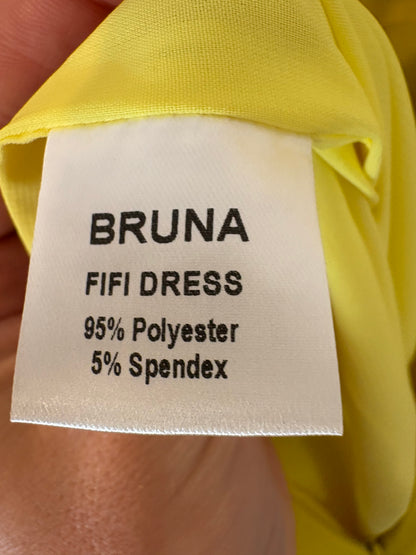 BRUNA
FIFI DRESS
95% Polyester
5% Spendex